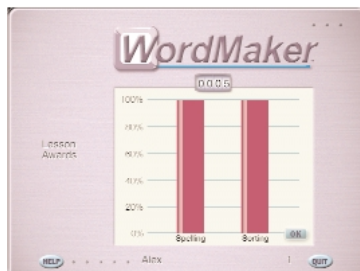 WordMaker
0005
100%
80%
60%
40%
20%
0%
Lesson
Awards
Spelling
Sorting
OK
HELP
Alex
QUIT